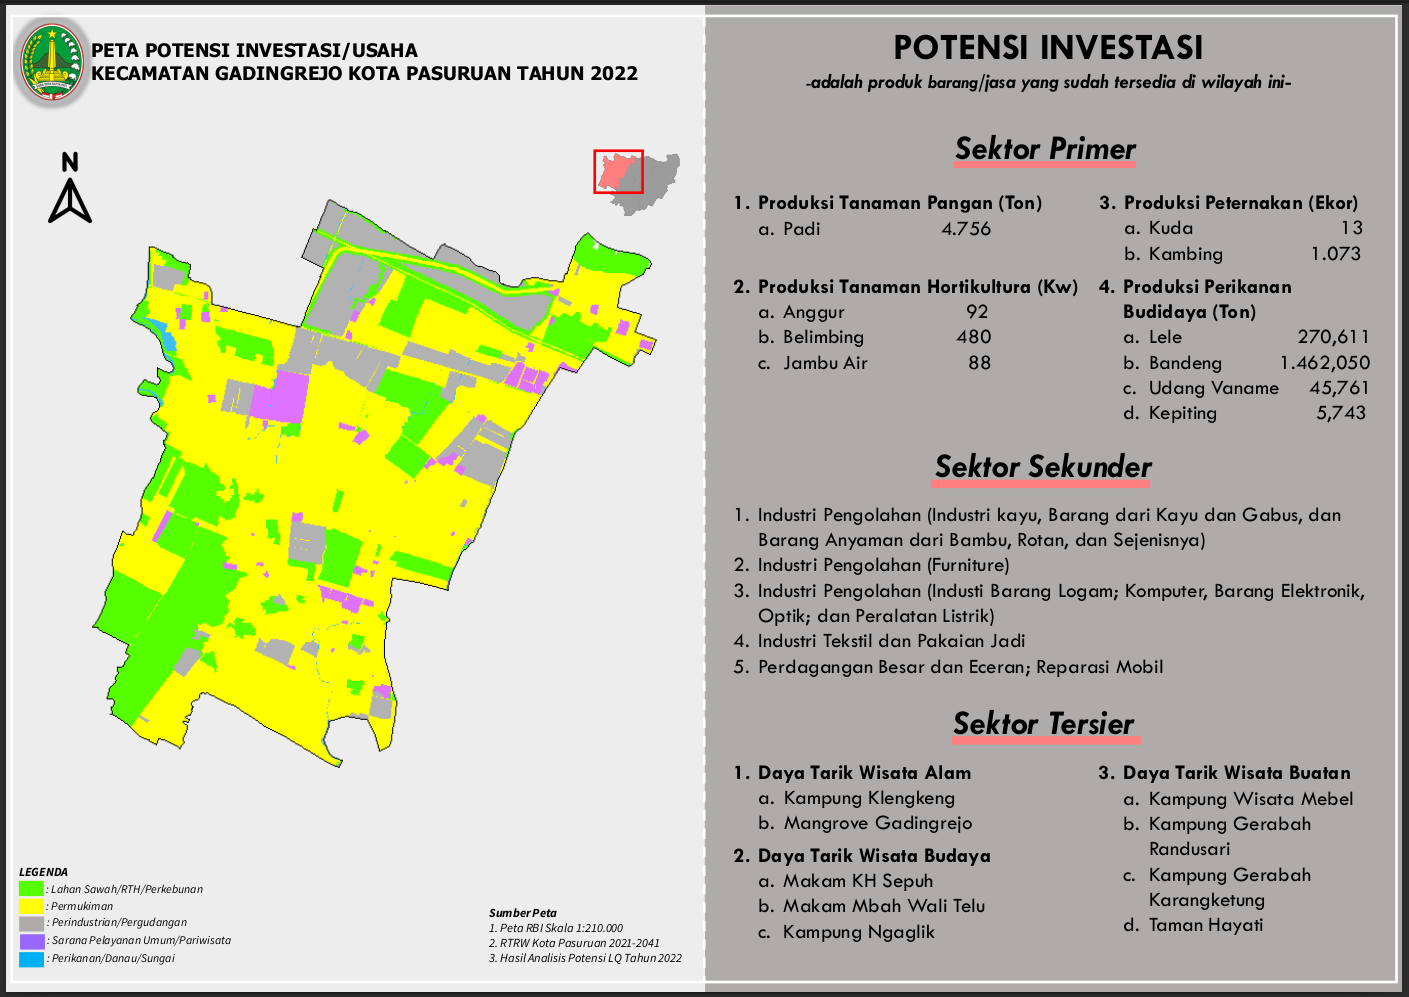 PETA POTENSI INVESTASI/USAHA
KECAMATAN GADINGREJO KOTA PASURUAN TAHUN 2022
N
LEGENDA
: Lahan Sawah/RTH/Perkebunan
: Permukiman
: Perindustrian/Pergudangan
: Sarana Pelayanan Umum/Pariwisata
: Perikanan/Danau/Sungai
Sumber Peta
1. Peta RBI Skala 1:210.000
2. RTRW Kota Pasuruan 2021-2041
3. Hasil Analisis Potensi LQ Tahun 2022
POTENSI INVESTASI
-adalah produk barang/jasa yang sudah tersedia di wilayah ini-
Sektor Primer
1. Produksi Tanaman Pangan (Ton)
a. Padi 4.756
2. Produksi Tanaman Hortikultura (Kw)
a. Anggur 92
b. Belimbing 480
c. Jambu Air 88
3. Produksi Peternakan (Ekor)
a. Kuda 13
b. Kambing 1.073
4. Produksi Perikanan
Budidaya (Ton)
a. Lele 270,611
b. Bandeng 1.462,050
c. Udang Vaname 45,761
d. Kepiting 5,743
Sektor Sekunder
1. Industri Pengolahan (Industri kayu, Barang dari Kayu dan Gabus, dan
Barang Anyaman dari Bambu, Rotan, dan Sejenisnya)
2. Industri Pengolahan (Furniture)
3. Industri Pengolahan (Industi Barang Logam; Komputer, Barang Elektronik,
Optik; dan Peralatan Listrik)
4. Industri Tekstil dan Pakaian Jadi
5. Perdagangan Besar dan Eceran; Reparasi Mobil
Sektor Tersier
1. Daya Tarik Wisata Alam
a. Kampung Klengkeng
b. Mangrove Gadingrejo
2. Daya Tarik Wisata Budaya
a. Makam KH Sepuh
b. Makam Mbah Wali Telu
c. Kampung Ngaglik
3. Daya Tarik Wisata Buatan
a. Kampung Wisata Mebel
b. Kampung Gerabah
Randusari
c. Kampung Gerabah
Karangketung
d. Taman Hayati